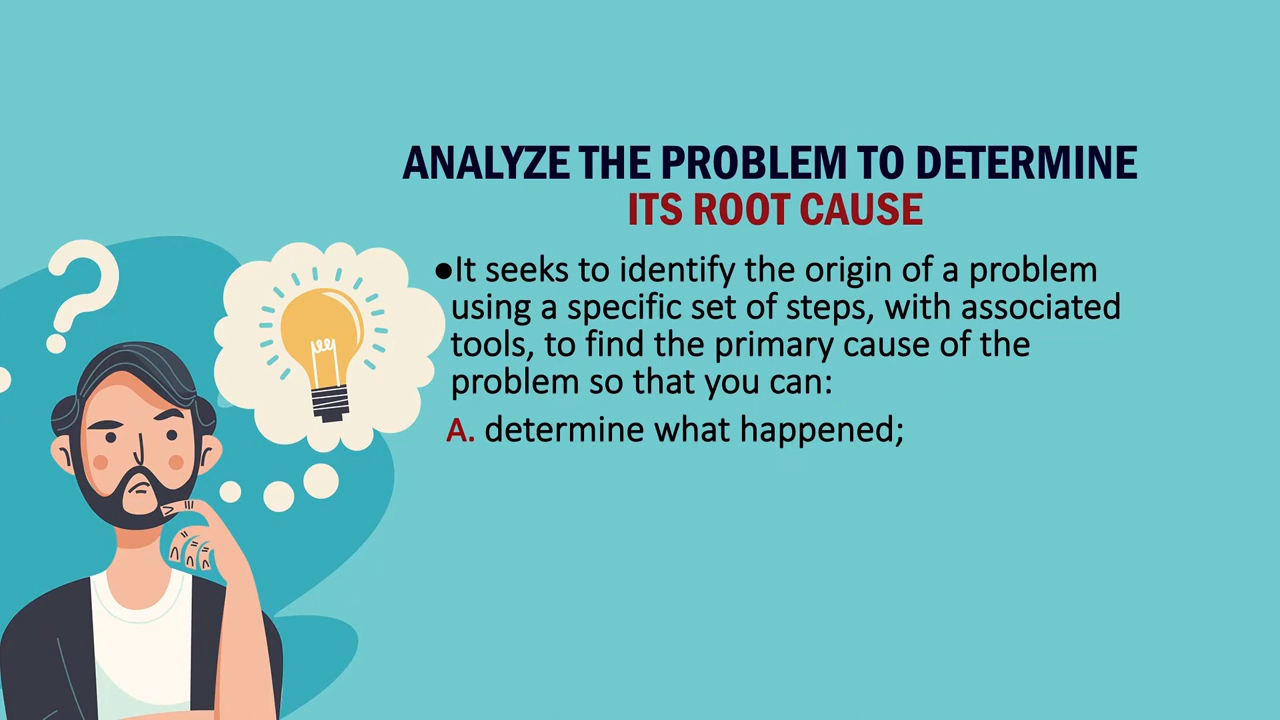 ANALYZE THE PROBLEM TO DETERMINE
ITS ROOT CAUSE
●It seeks to identify the origin of a problem
using a specific set of steps, with associated
tools, to find the primary cause of the
problem so that you can:
A. determine what happened;
?